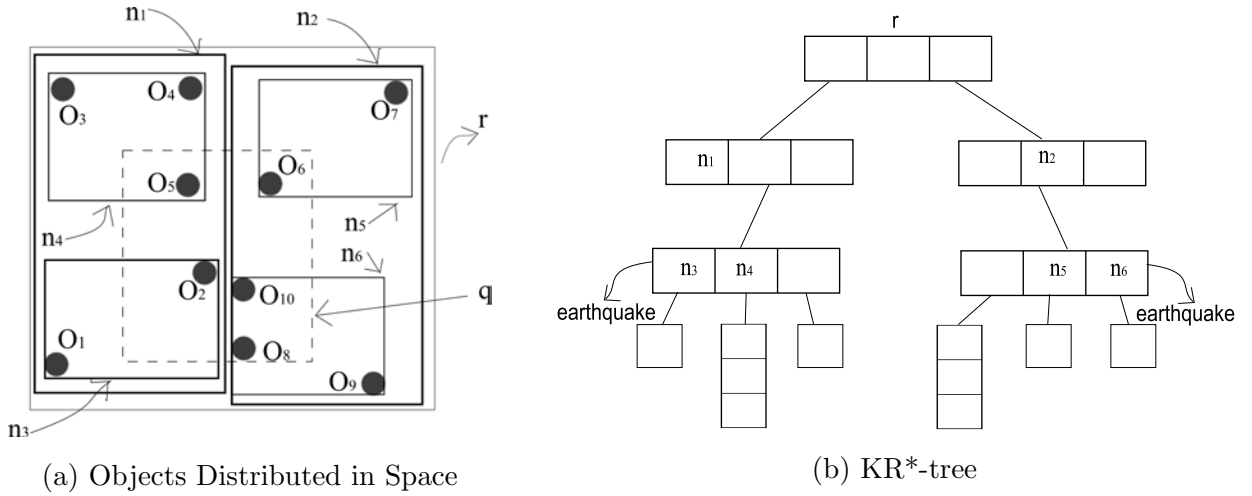 n₁
n₂
O₃
O₄
O₇
r
O₆
O₅
n₄
n₅
n₆
O₂
O₁₀
q
O₁
O₈
O₉
n₃
(a) Objects Distributed in Space
r
n₁
n₂
n₃ n₄
n₅ n₆
earthquake
earthquake
(b) KR*-tree